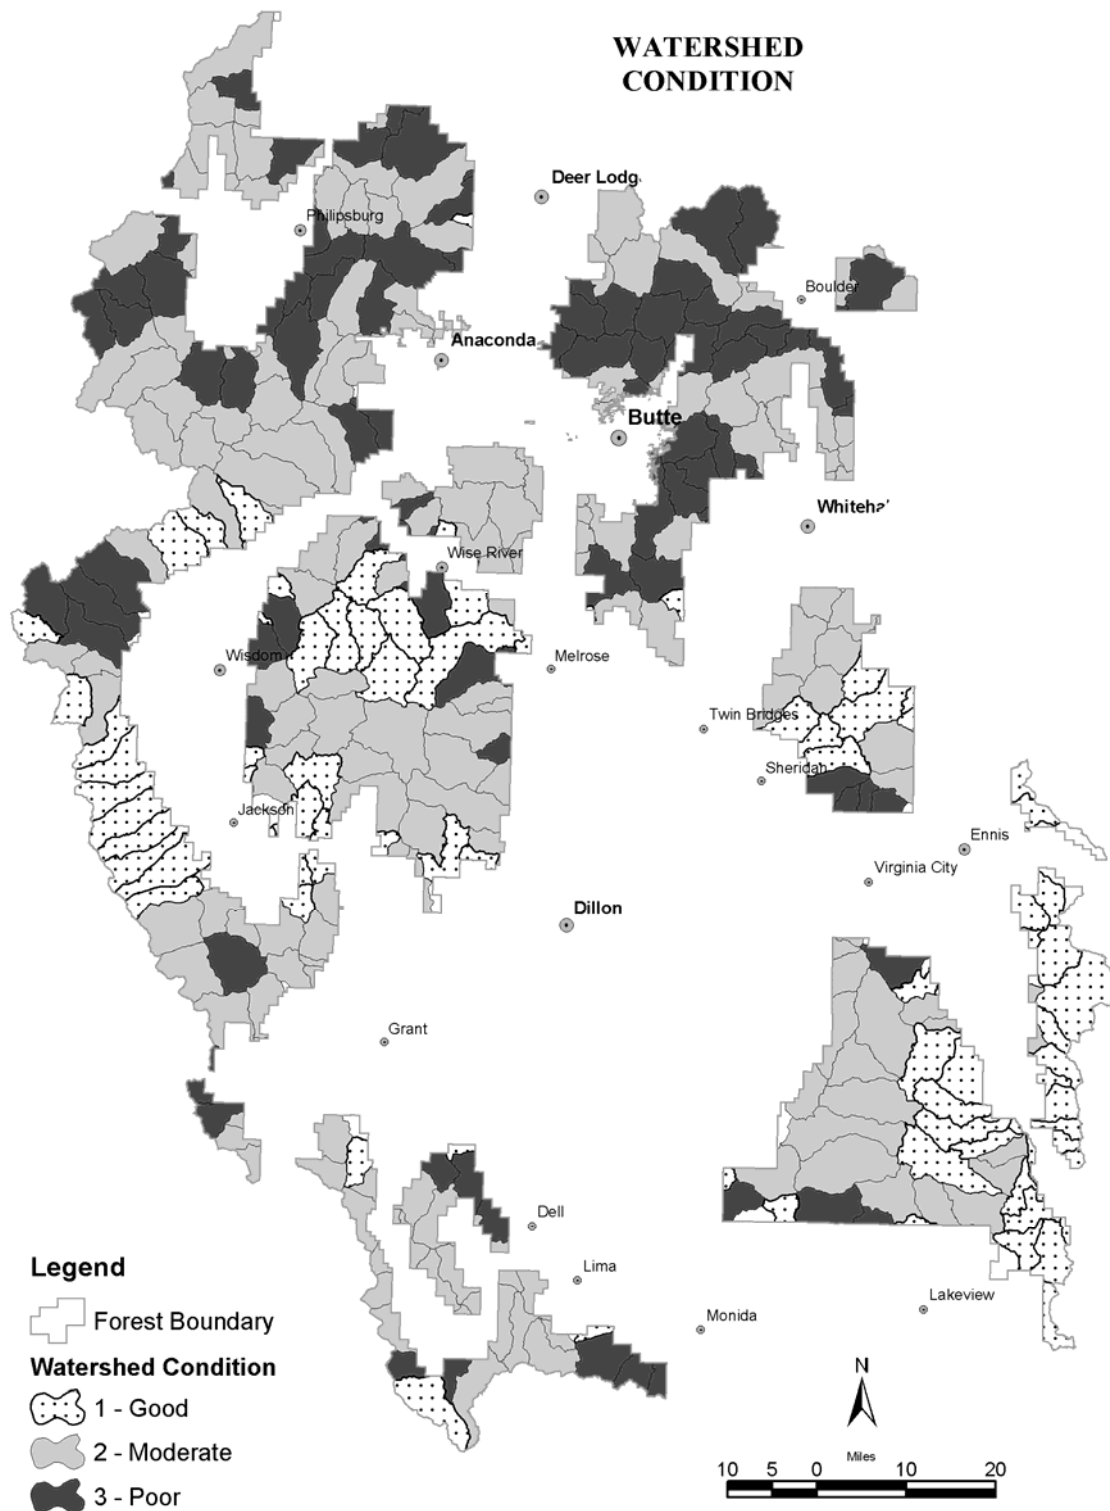 WATERSHED
CONDITION
Deer Lodg
Philipsburg
Boulder
Anaconda
Butte
Whiteha
Wise River
Wisdom
Melrose
Twin Bridges
Sheridan
Jackson
Ennis
Virginia City
Dillon
Grant
Dell
Lima
Lakeview
Monida
Legend
Forest Boundary
Watershed Condition
1 - Good
2 - Moderate
3 - Poor
N
Miles
10 5 0 10 20